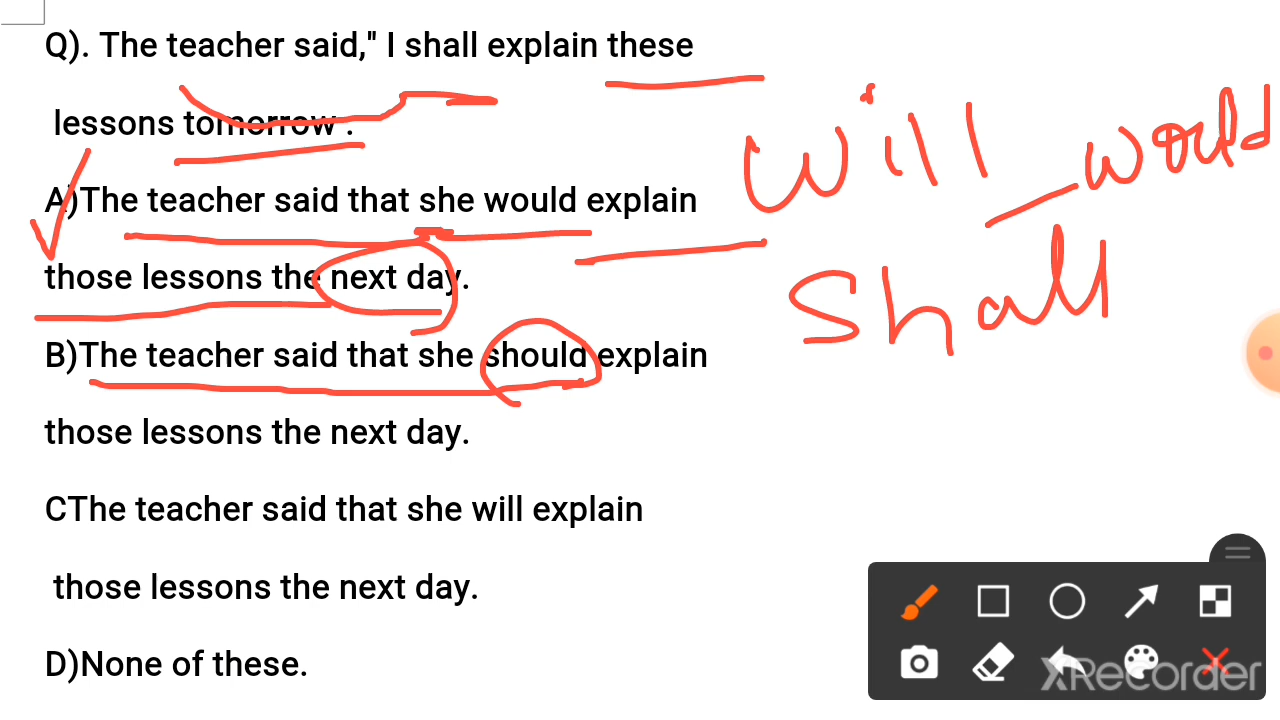 Q). The teacher said," I shall explain these
lessons tomorrow .
A)The teacher said that she would explain
those lessons the next day.
B)The teacher said that she should explain
those lessons the next day.
CThe teacher said that she will explain
those lessons the next day.
D)None of these.
Will would
Shall
XRecorder